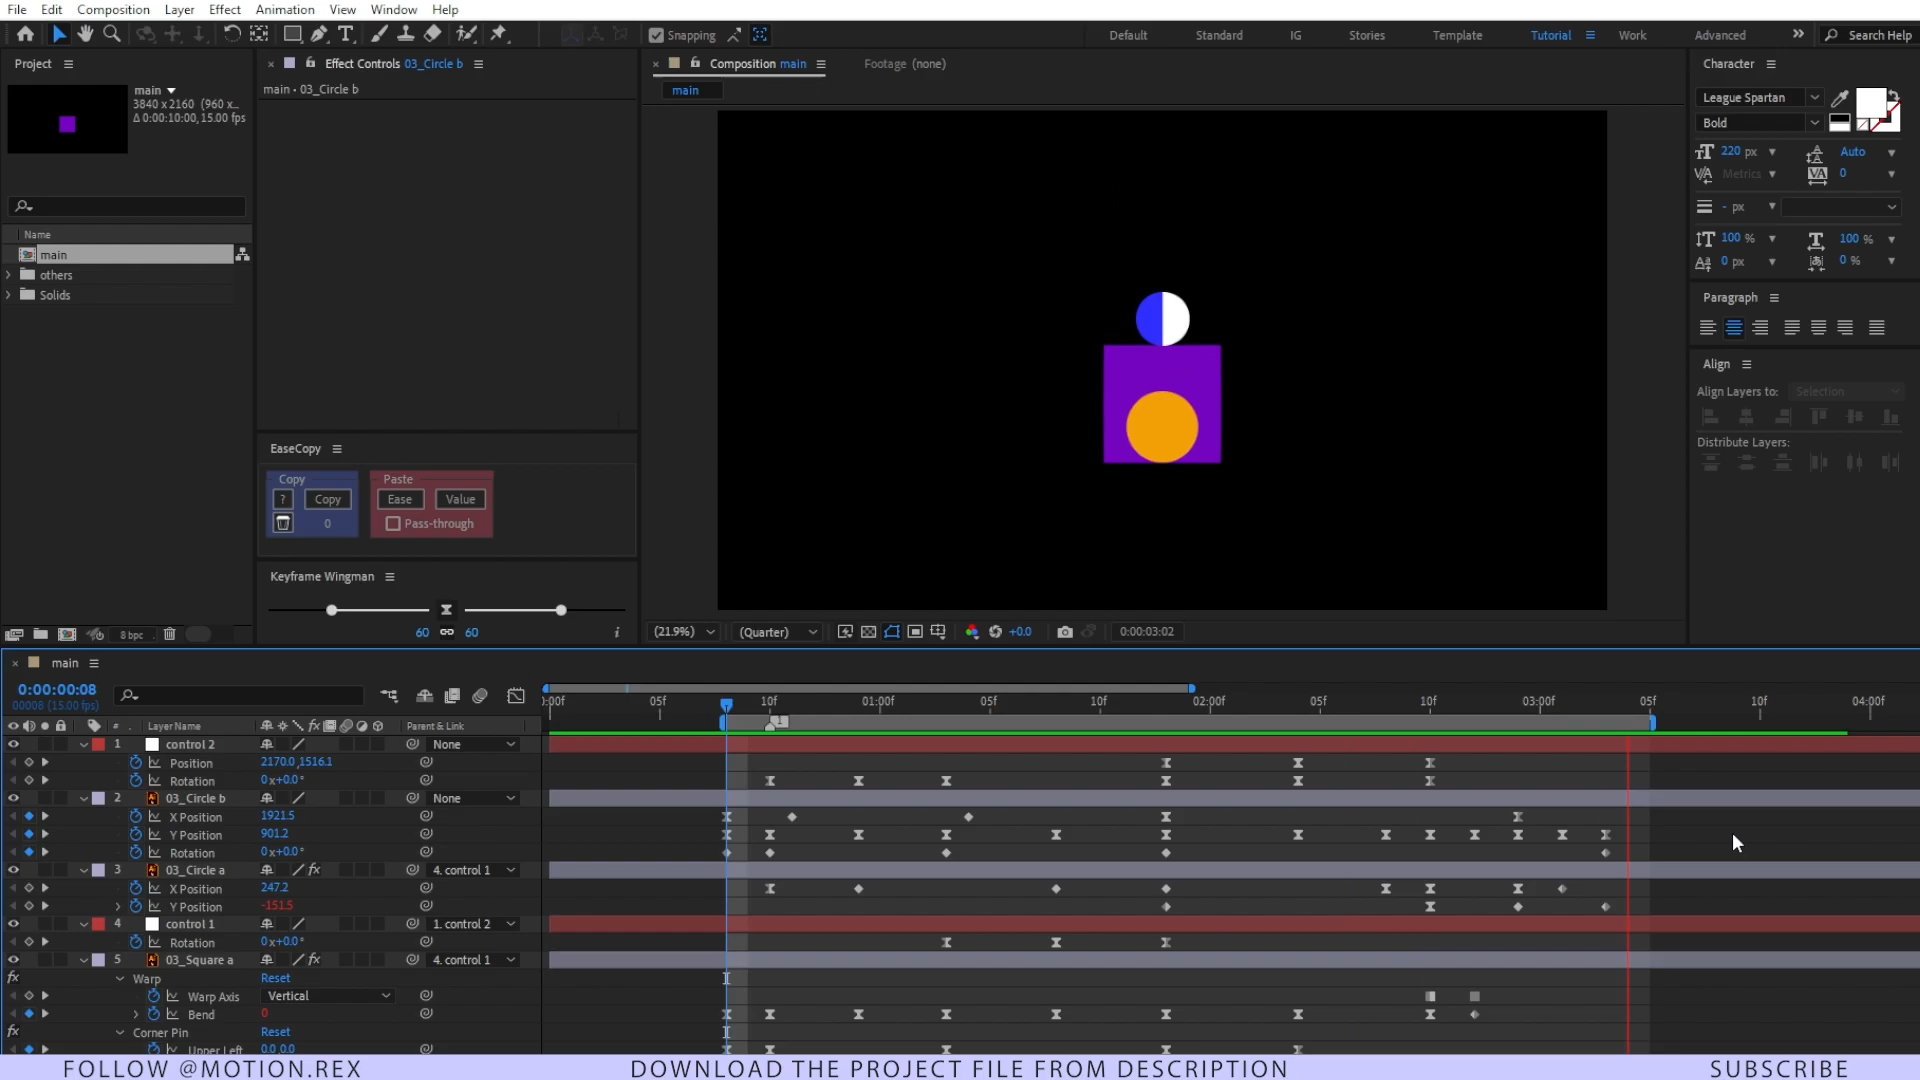 File Edit Composition Layer Effect Animation View Window Help
Snapping Default Standard IG Stories Template Tutorial Work Advanced Search Help
Project Effect Controls 03_Circle b Composition main Footage (none) Character
main
3840 x 2160 (960 x...
Δ 0:00:10:00, 15.00 fps
main • 03_Circle b
main
League Spartan
Bold
220 px Auto
Metrics 0
- px
100 % 100 %
0 px 0 %
Name
main
others
Solids
Paragraph
Align
Align Layers to: Selection
Distribute Layers:
EaseCopy
Copy Paste
? Copy Ease Value
0 Pass-through
Keyframe Wingman
60 60 i
8 bpc
(21.9%) (Quarter) +0.0 0:00:03:02
main
0:00:00:08
00008 (15.00 fps)
:00f 05f 10f 01:00f 05f 10f 02:00f 05f 10f 03:00f 05f 10f 04:00f
1
# Layer Name fx Parent & Link
1 control 2 None
Position 2170.0,1516.1
Rotation 0x+0.0°
2 03_Circle b None
X Position 1921.5
Y Position 901.2
Rotation 0x+0.0°
3 03_Circle a fx 4. control 1
X Position 247.2
Y Position -151.5
4 control 1 1. control 2
Rotation 0x+0.0°
5 03_Square a fx 4. control 1
fx Warp Reset
Warp Axis Vertical
Bend 0
fx Corner Pin Reset
Upper Left 0.0,0.0
FOLLOW @MOTION.REX DOWNLOAD THE PROJECT FILE FROM DESCRIPTION SUBSCRIBE